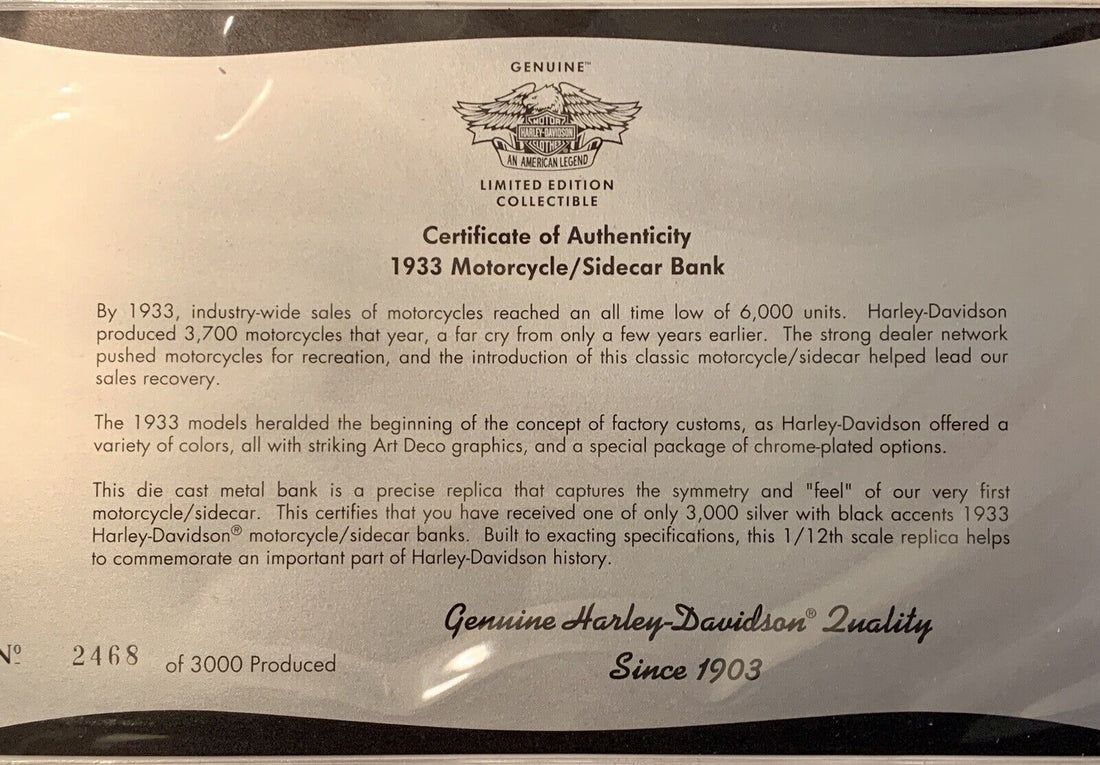 GENUINE™
MOTOR
HARLEY-DAVIDSON
CLOTHES
AN AMERICAN LEGEND
LIMITED EDITION
COLLECTIBLE
Certificate of Authenticity
1933 Motorcycle/Sidecar Bank
By 1933, industry-wide sales of motorcycles reached an all time low of 6,000 units. Harley-Davidson
produced 3,700 motorcycles that year, a far cry from only a few years earlier. The strong dealer network
pushed motorcycles for recreation, and the introduction of this classic motorcycle/sidecar helped lead our
sales recovery.
The 1933 models heralded the beginning of the concept of factory customs, as Harley-Davidson offered a
variety of colors, all with striking Art Deco graphics, and a special package of chrome-plated options.
This die cast metal bank is a precise replica that captures the symmetry and "feel" of our very first
motorcycle/sidecar. This certifies that you have received one of only 3,000 silver with black accents 1933
Harley-Davidson® motorcycle/sidecar banks. Built to exacting specifications, this 1/12th scale replica helps
to commemorate an important part of Harley-Davidson history.
Genuine Harley-Davidson® Quality
Since 1903
Nº 2468 of 3000 Produced